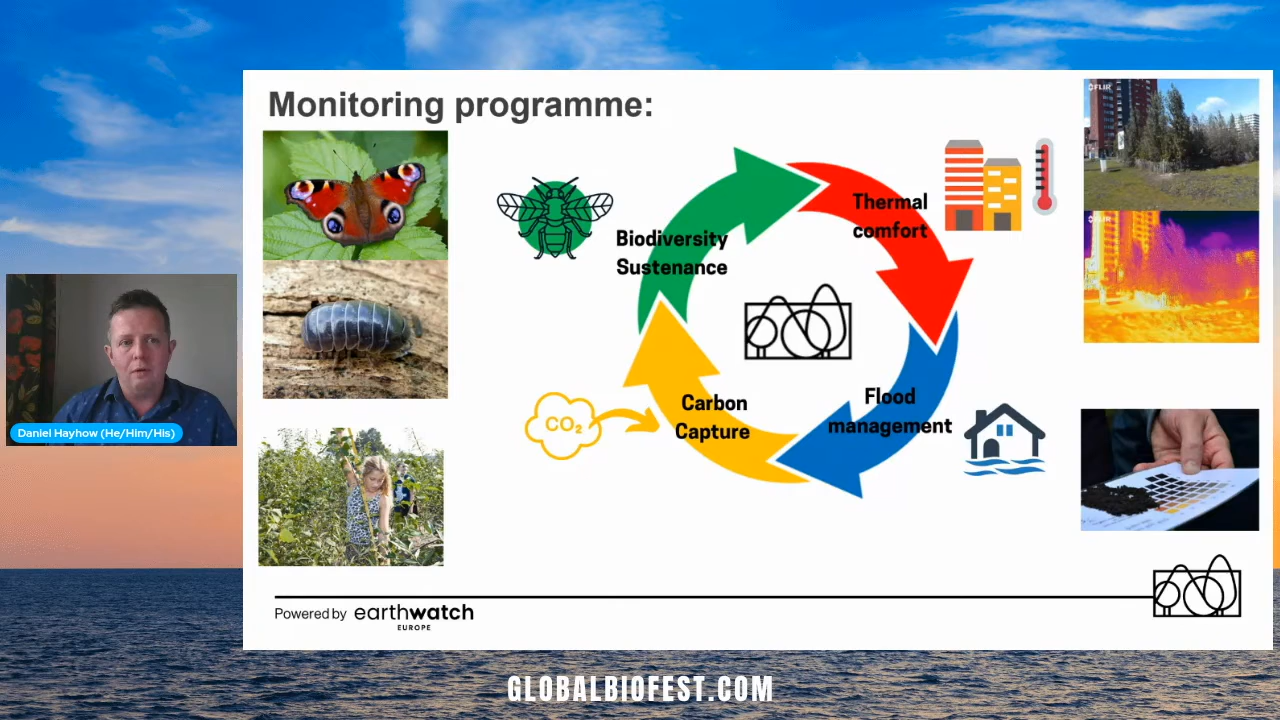 Monitoring programme:
FLIR
Thermal
comfort
Biodiversity
Sustenance
FLIR
Carbon
Capture
CO₂
Flood
management
Daniel Hayhow (He/Him/His)
Powered by earthwatch
EUROPE
GLOBALBIOFEST.COM